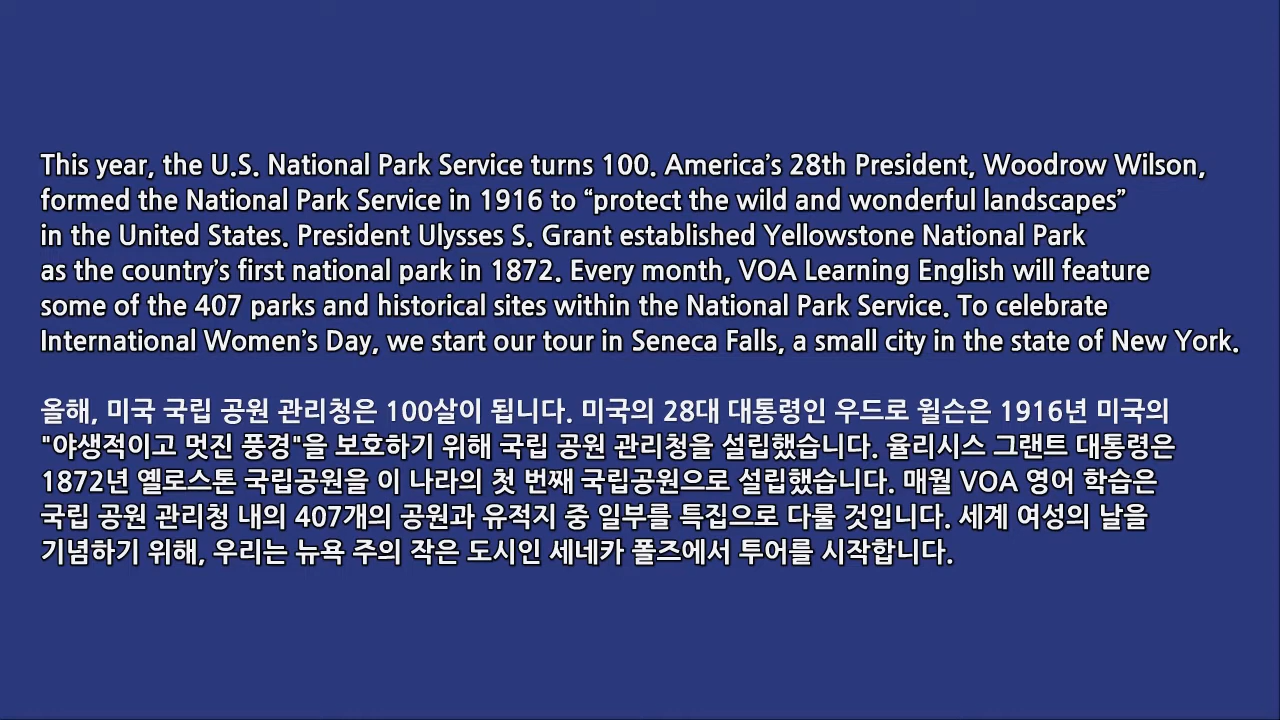 This year, the U.S. National Park Service turns 100. America’s 28th President, Woodrow Wilson,
formed the National Park Service in 1916 to “protect the wild and wonderful landscapes”
in the United States. President Ulysses S. Grant established Yellowstone National Park
as the country’s first national park in 1872. Every month, VOA Learning English will feature
some of the 407 parks and historical sites within the National Park Service. To celebrate
International Women’s Day, we start our tour in Seneca Falls, a small city in the state of New York.
올해, 미국 국립 공원 관리청은 100살이 됩니다. 미국의 28대 대통령인 우드로 윌슨은 1916년 미국의
"야생적이고 멋진 풍경"을 보호하기 위해 국립 공원 관리청을 설립했습니다. 율리시스 그랜트 대통령은
1872년 옐로스톤 국립공원을 이 나라의 첫 번째 국립공원으로 설립했습니다. 매월 VOA 영어 학습은
국립 공원 관리청 내의 407개의 공원과 유적지 중 일부를 특집으로 다룰 것입니다. 세계 여성의 날을
기념하기 위해, 우리는 뉴욕 주의 작은 도시인 세네카 폴즈에서 투어를 시작합니다.